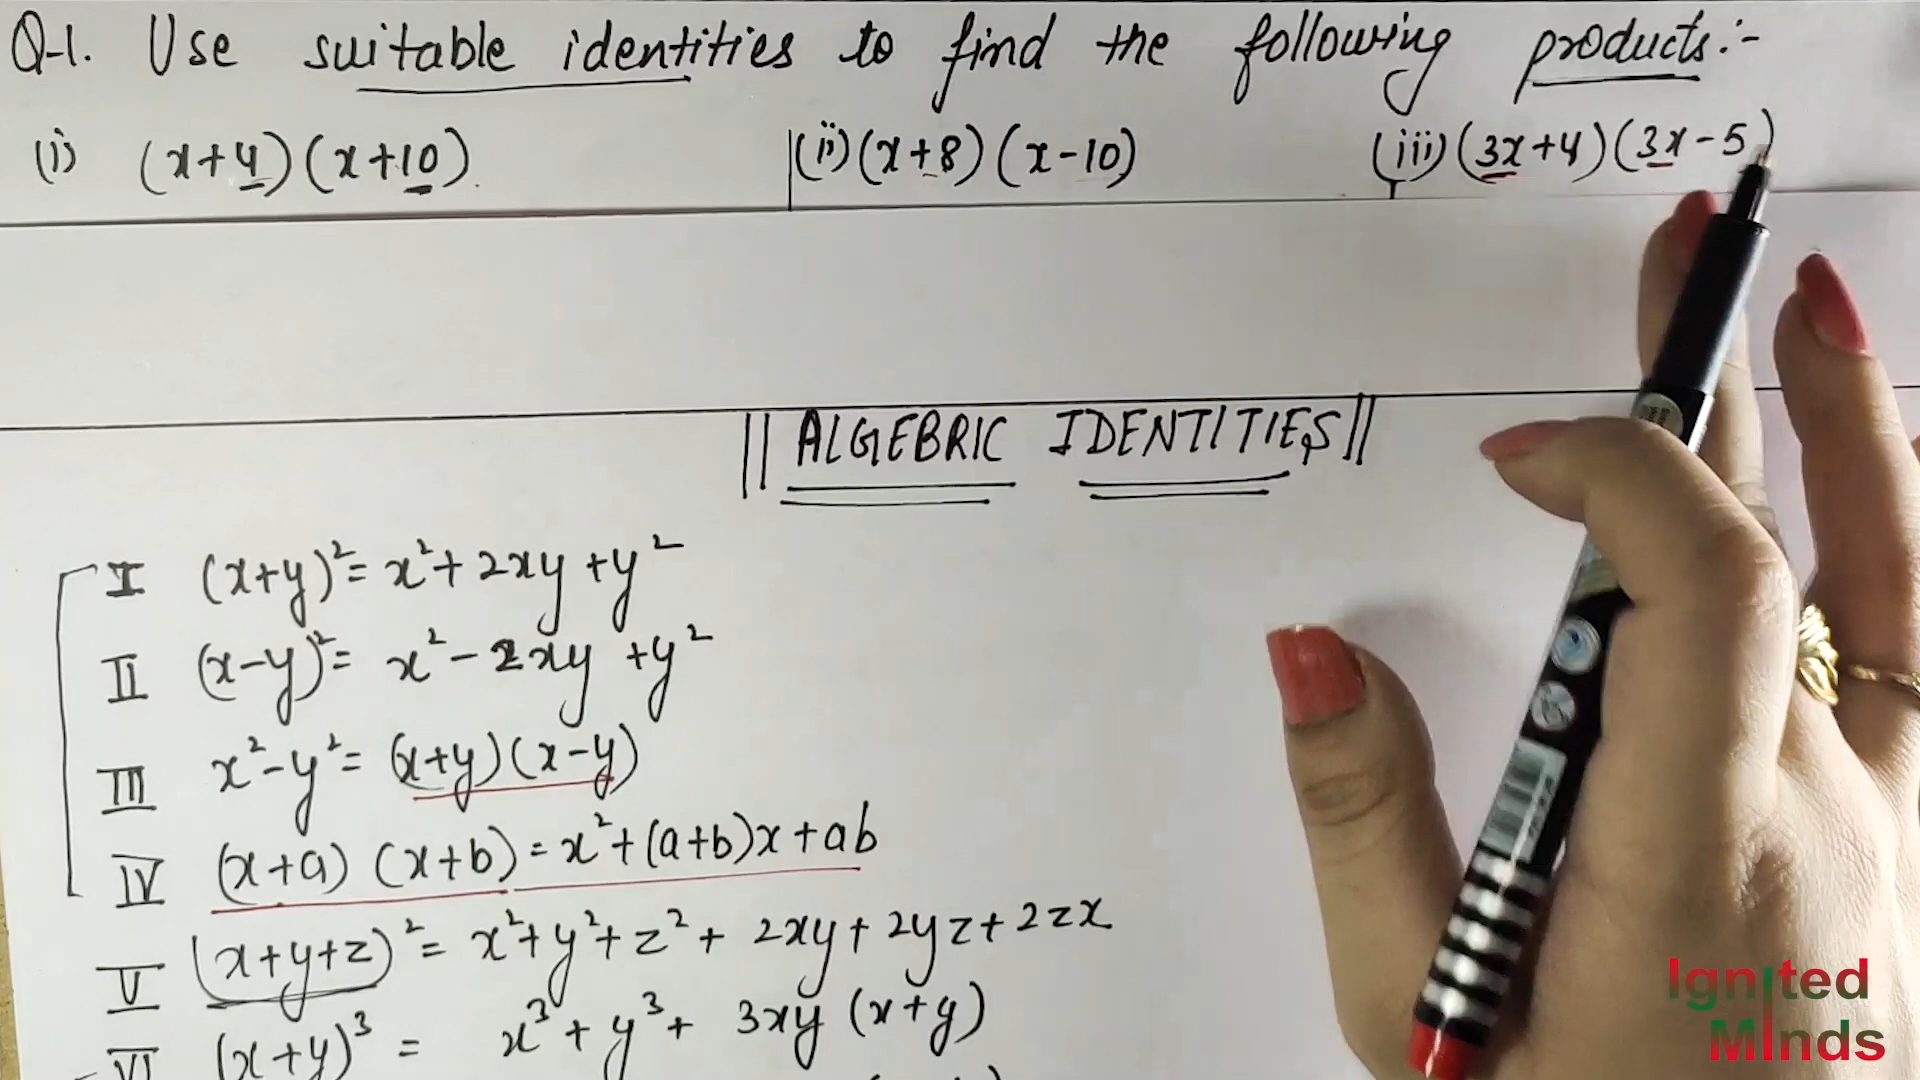 Q-1. Use suitable identities to find the following products:-
(i) (x+4)(x+10). (ii) (x+8)(x-10) (iii) (3x+4)(3x-5)
|| ALGEBRIC IDENTITIES ||
I (x+y)²= x²+2xy+y²
II (x-y)²= x²-2xy+y²
III x²-y²= (x+y)(x-y)
IV (x+a)(x+b)=x²+(a+b)x+ab
V (x+y+z)²= x²+y²+z²+2xy+2yz+2zx
VI (x+y)³ = x³+y³+3xy(x+y)
Ignited
Minds